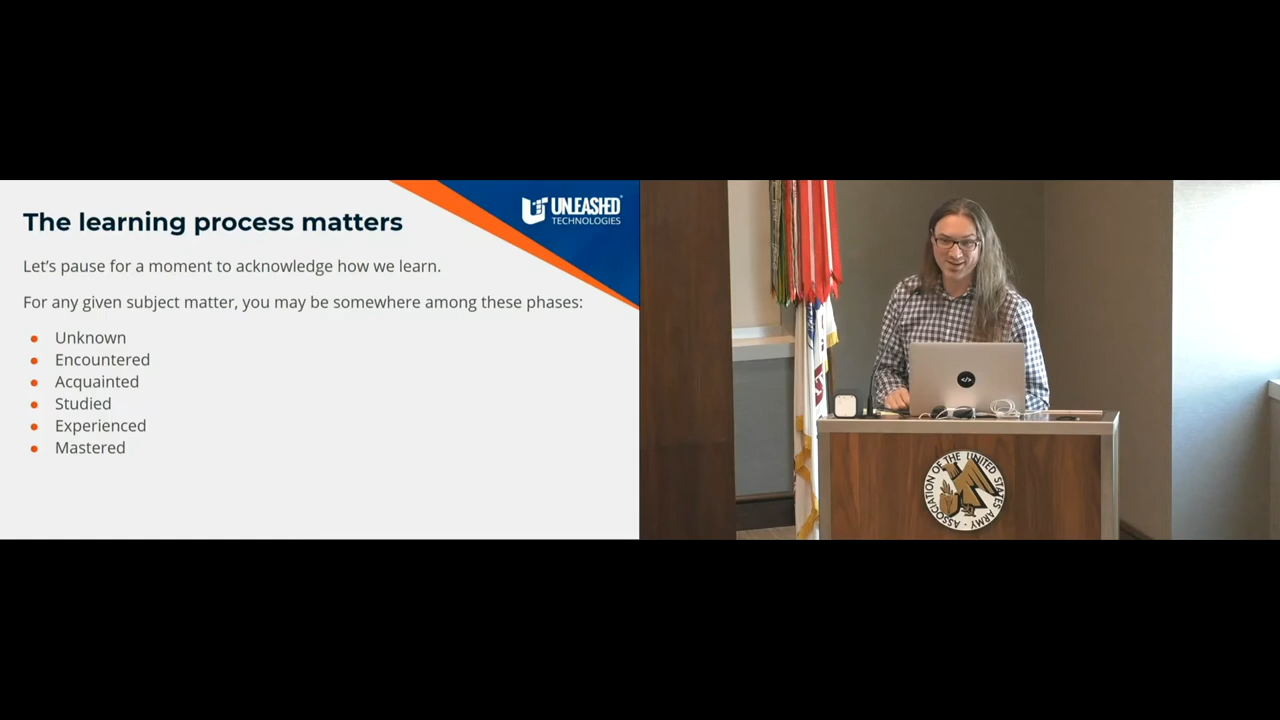 The learning process matters
UNLEASHED
TECHNOLOGIES
Let's pause for a moment to acknowledge how we learn.
For any given subject matter, you may be somewhere among these phases:
● Unknown
● Encountered
● Acquainted
● Studied
● Experienced
● Mastered
</>
ASSOCIATION OF THE UNITED STATES ARMY